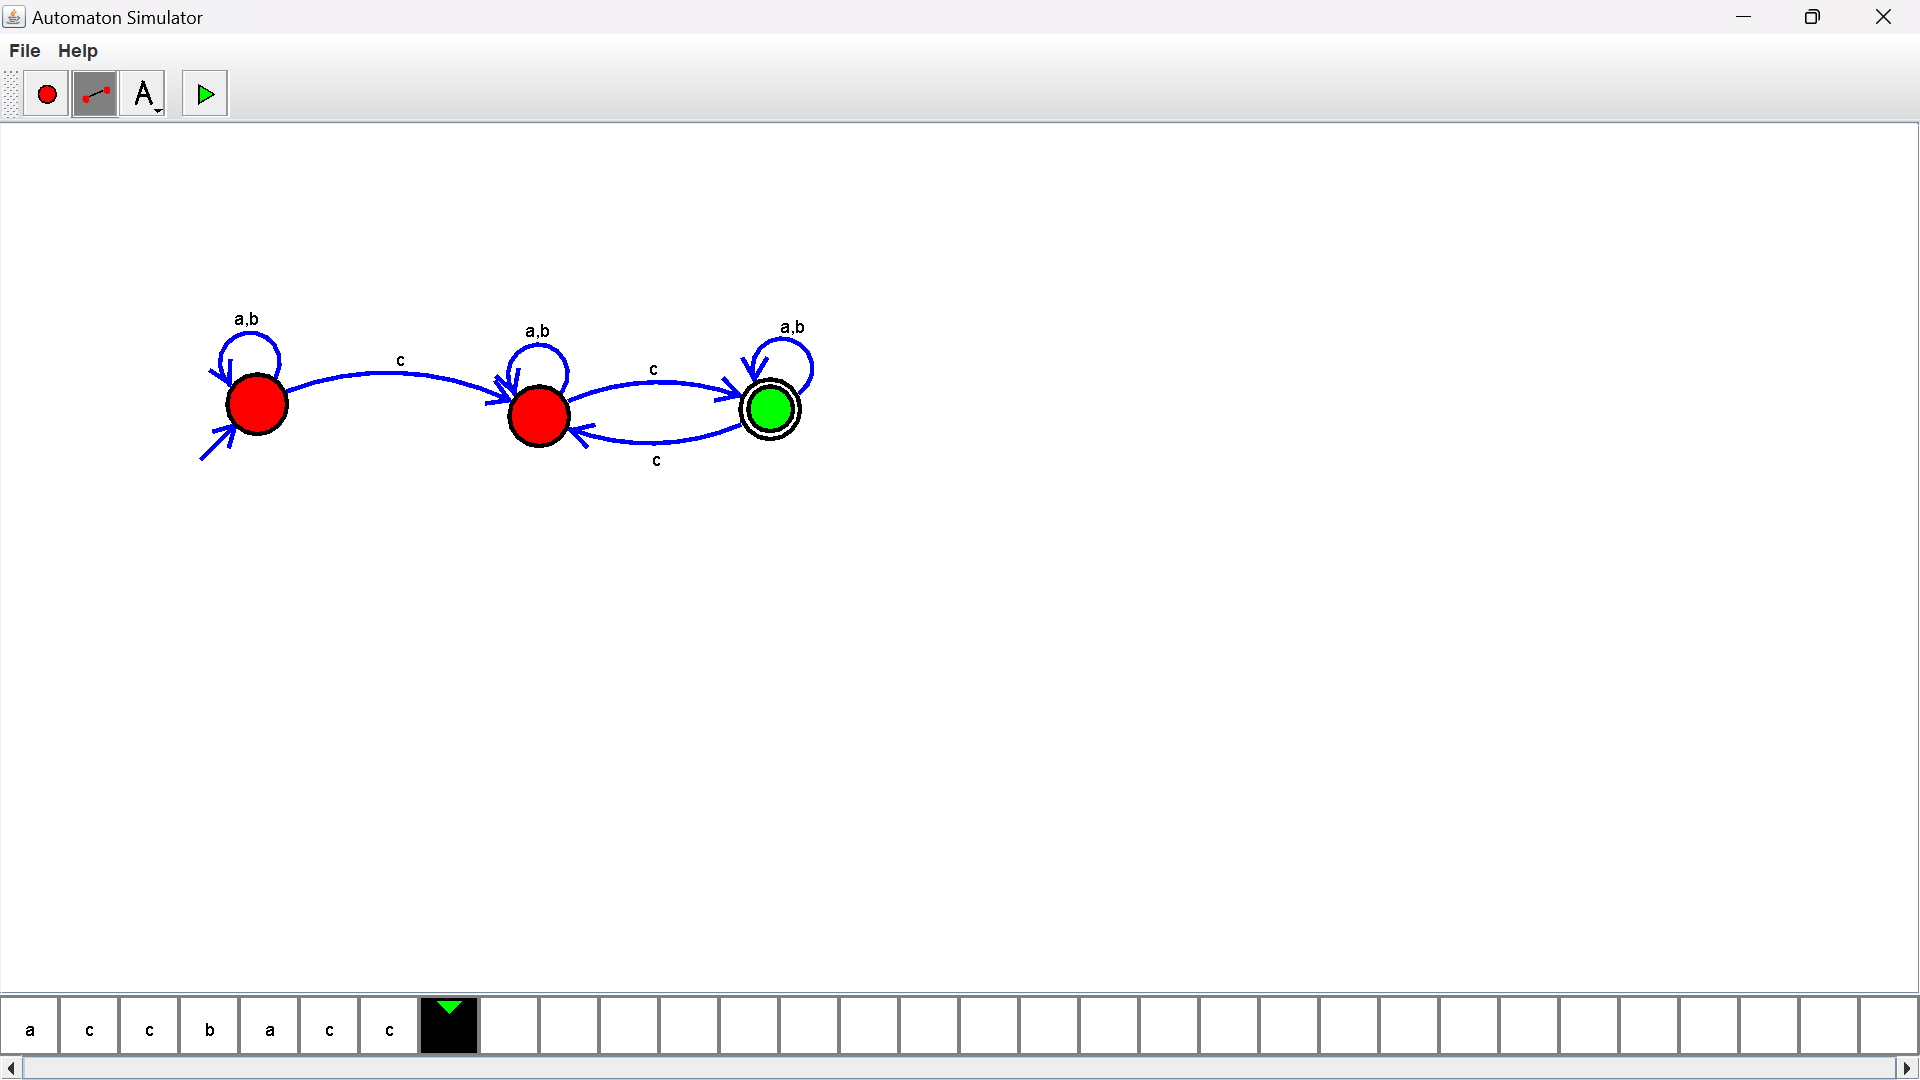 Automaton Simulator
File Help
A
a,b
a,b
a,b
c
c
c
a c c b a c c